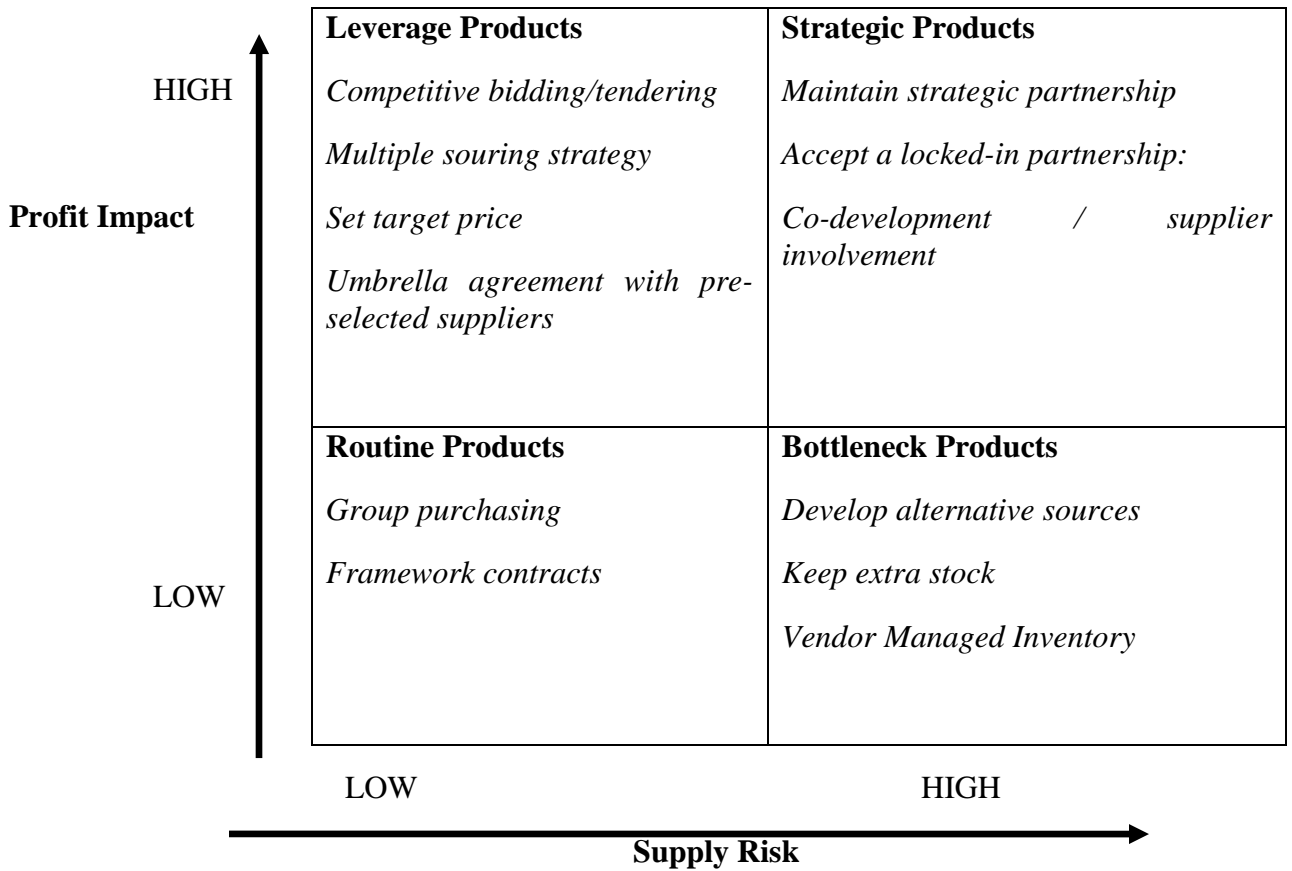 Leverage Products
Competitive bidding/tendering
Multiple souring strategy
Set target price
Umbrella agreement with pre-
selected suppliers
Strategic Products
Maintain strategic partnership
Accept a locked-in partnership:
Co-development / supplier
involvement
HIGH
Profit Impact
LOW
Routine Products
Group purchasing
Framework contracts
Bottleneck Products
Develop alternative sources
Keep extra stock
Vendor Managed Inventory
LOW
HIGH
Supply Risk